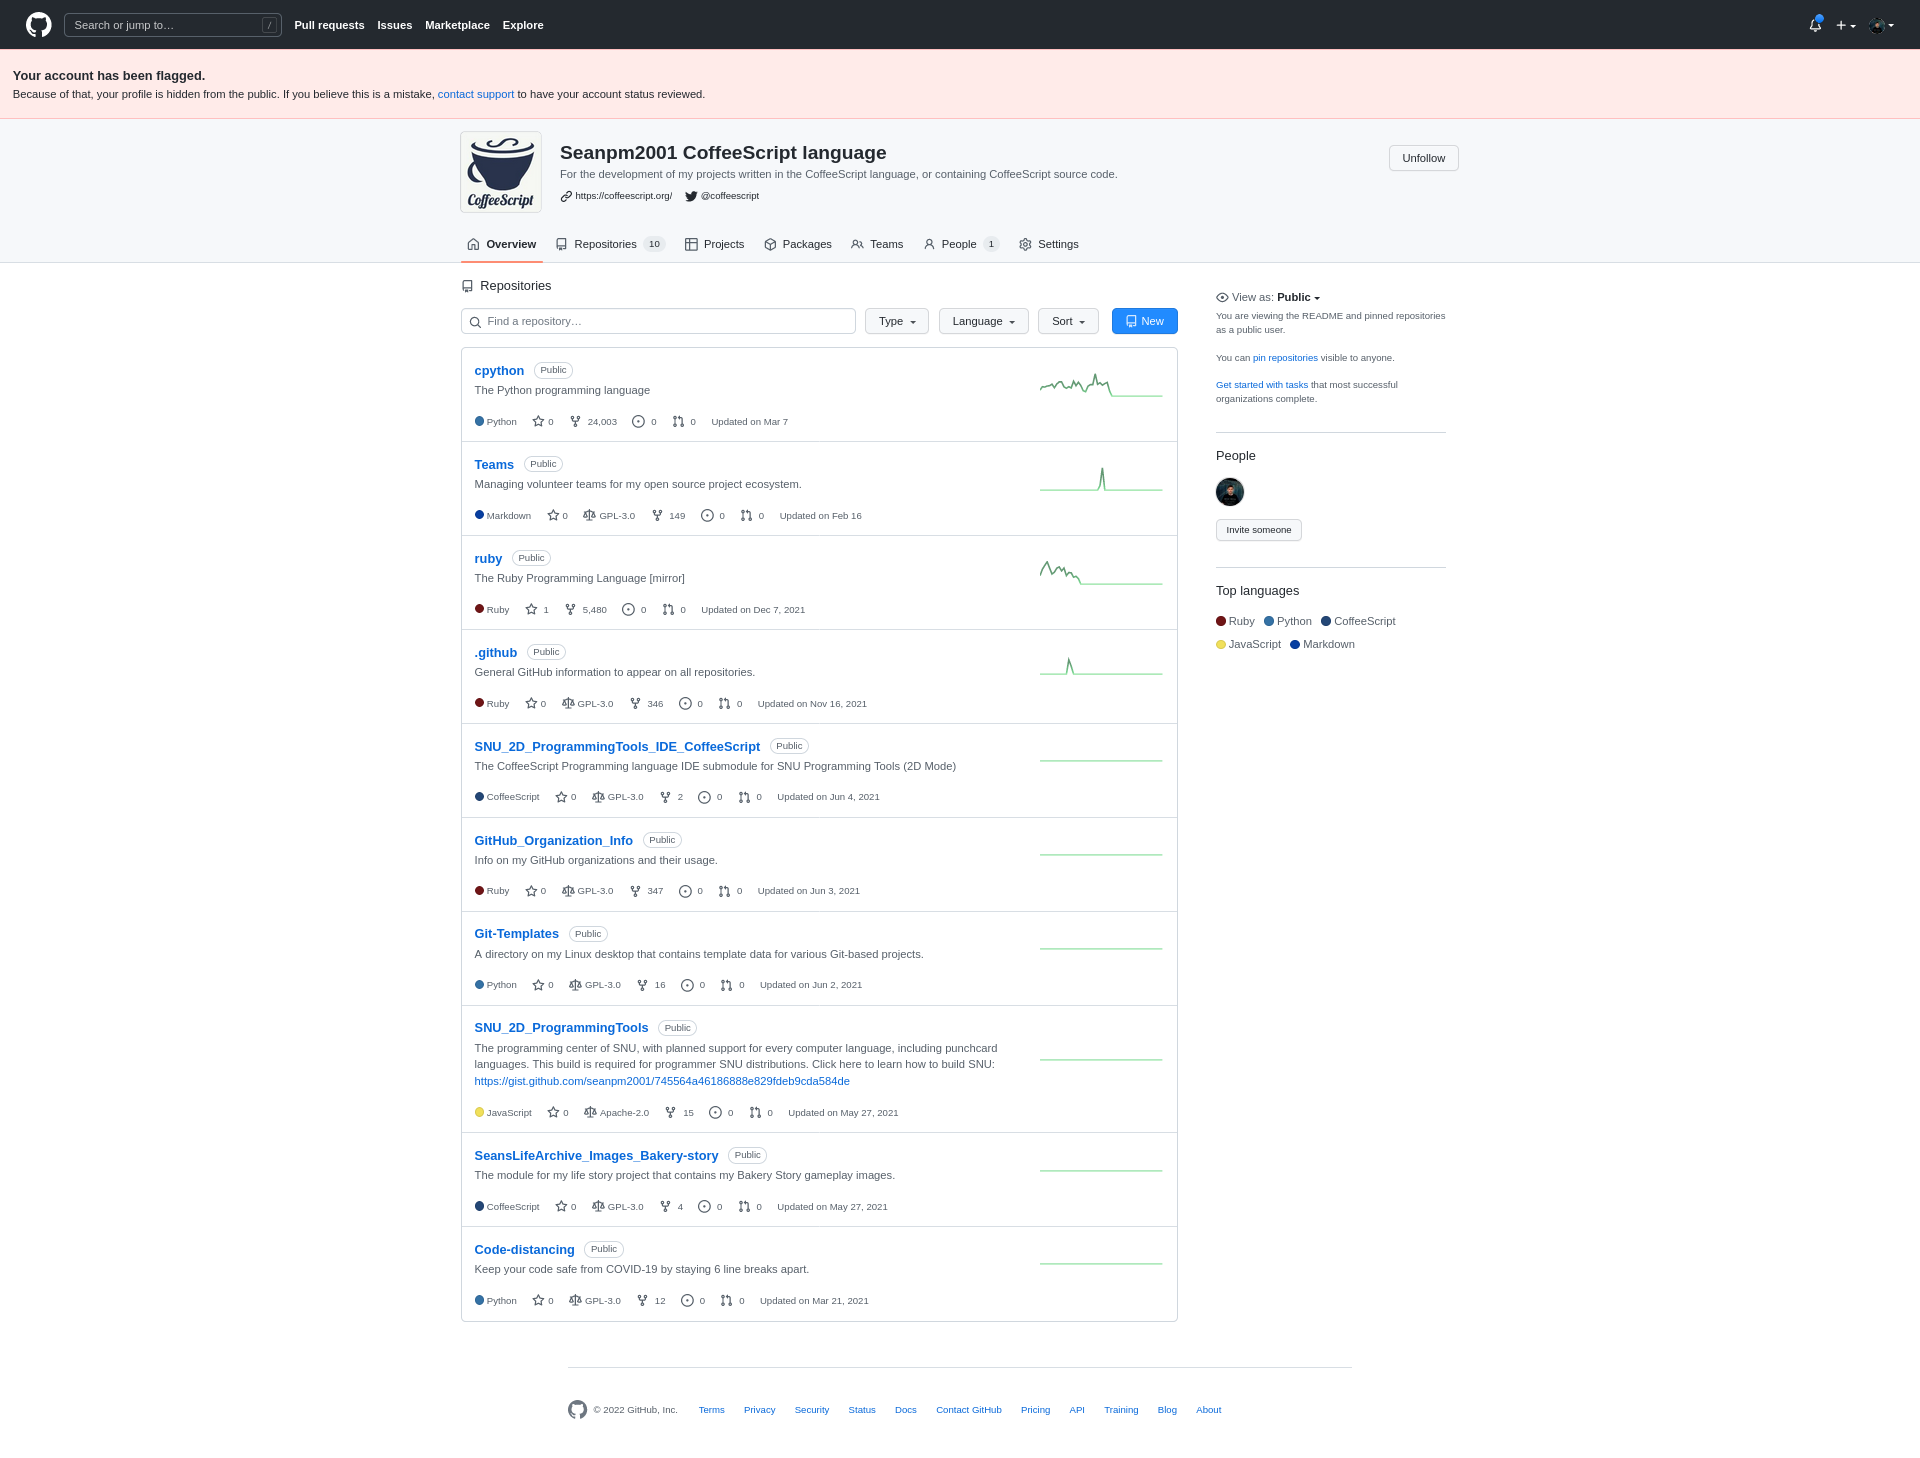 Search or jump to…
/
Pull requests
Issues
Marketplace
Explore
Your account has been flagged.
Because of that, your profile is hidden from the public. If you believe this is a mistake, contact support to have your account status reviewed.
CoffeeScript
Seanpm2001 CoffeeScript language
For the development of my projects written in the CoffeeScript language, or containing CoffeeScript source code.
https://coffeescript.org/ @coffeescript
Unfollow
Overview
Repositories 10
Projects
Packages
Teams
People 1
Settings
Repositories
Find a repository…
Type
Language
Sort
New
cpython Public
The Python programming language
Python 0 24,003 0 0 Updated on Mar 7
Teams Public
Managing volunteer teams for my open source project ecosystem.
Markdown 0 GPL-3.0 149 0 0 Updated on Feb 16
ruby Public
The Ruby Programming Language [mirror]
Ruby 1 5,480 0 0 Updated on Dec 7, 2021
.github Public
General GitHub information to appear on all repositories.
Ruby 0 GPL-3.0 346 0 0 Updated on Nov 16, 2021
SNU_2D_ProgrammingTools_IDE_CoffeeScript Public
The CoffeeScript Programming language IDE submodule for SNU Programming Tools (2D Mode)
CoffeeScript 0 GPL-3.0 2 0 0 Updated on Jun 4, 2021
GitHub_Organization_Info Public
Info on my GitHub organizations and their usage.
Ruby 0 GPL-3.0 347 0 0 Updated on Jun 3, 2021
Git-Templates Public
A directory on my Linux desktop that contains template data for various Git-based projects.
Python 0 GPL-3.0 16 0 0 Updated on Jun 2, 2021
SNU_2D_ProgrammingTools Public
The programming center of SNU, with planned support for every computer language, including punchcard
languages. This build is required for programmer SNU distributions. Click here to learn how to build SNU:
https://gist.github.com/seanpm2001/745564a46186888e829fdeb9cda584de
JavaScript 0 Apache-2.0 15 0 0 Updated on May 27, 2021
SeansLifeArchive_Images_Bakery-story Public
The module for my life story project that contains my Bakery Story gameplay images.
CoffeeScript 0 GPL-3.0 4 0 0 Updated on May 27, 2021
Code-distancing Public
Keep your code safe from COVID-19 by staying 6 line breaks apart.
Python 0 GPL-3.0 12 0 0 Updated on Mar 21, 2021
View as: Public
You are viewing the README and pinned repositories
as a public user.
You can pin repositories visible to anyone.
Get started with tasks that most successful
organizations complete.
People
Invite someone
Top languages
Ruby Python CoffeeScript
JavaScript Markdown
© 2022 GitHub, Inc.
Terms
Privacy
Security
Status
Docs
Contact GitHub
Pricing
API
Training
Blog
About